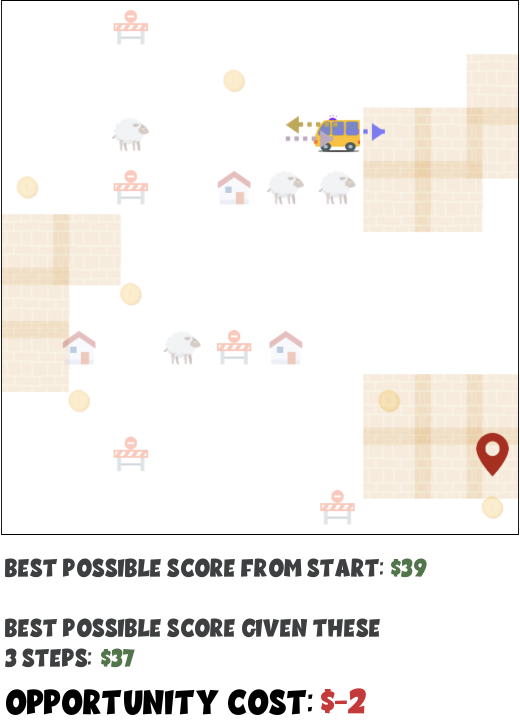 BEST POSSIBLE SCORE FROM START: $39
BEST POSSIBLE SCORE GIVEN THESE
3 STEPS: $37
OPPORTUNITY COST: $-2